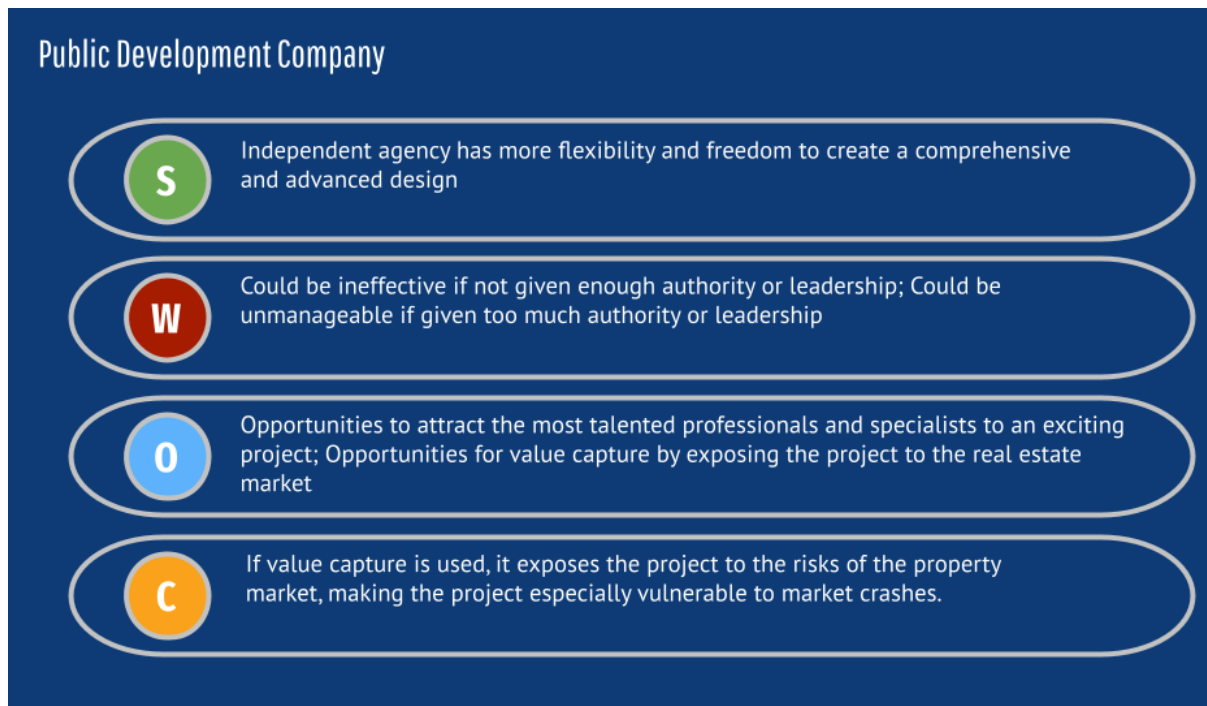 Public Development Company
S
Independent agency has more flexibility and freedom to create a comprehensive
and advanced design
W
Could be ineffective if not given enough authority or leadership; Could be
unmanageable if given too much authority or leadership
O
Opportunities to attract the most talented professionals and specialists to an exciting
project; Opportunities for value capture by exposing the project to the real estate
market
C
If value capture is used, it exposes the project to the risks of the property
market, making the project especially vulnerable to market crashes.